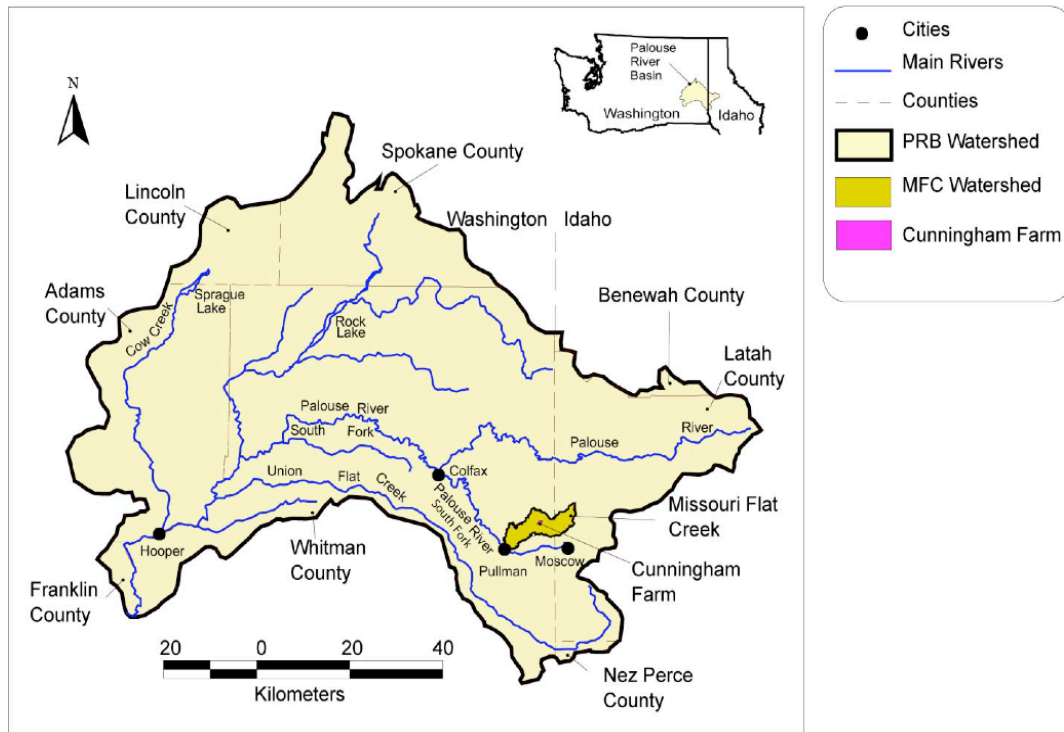 N
Palouse
River
Basin
Washington
Idaho
Cities
Main Rivers
Counties
PRB Watershed
MFC Watershed
Cunningham Farm
Spokane County
Lincoln
County
Washington
Idaho
Adams
County
Cow Creek
Sprague
Lake
Rock
Lake
Benewah County
Latah
County
Palouse River
South Fork
Palouse River
Colfax
Union Flat Creek
Palouse River
South Fork
Missouri Flat
Creek
Hooper
Whitman
County
Pullman
Moscow
Cunningham
Farm
Franklin
County
20 0 20 40
Kilometers
Nez Perce
County